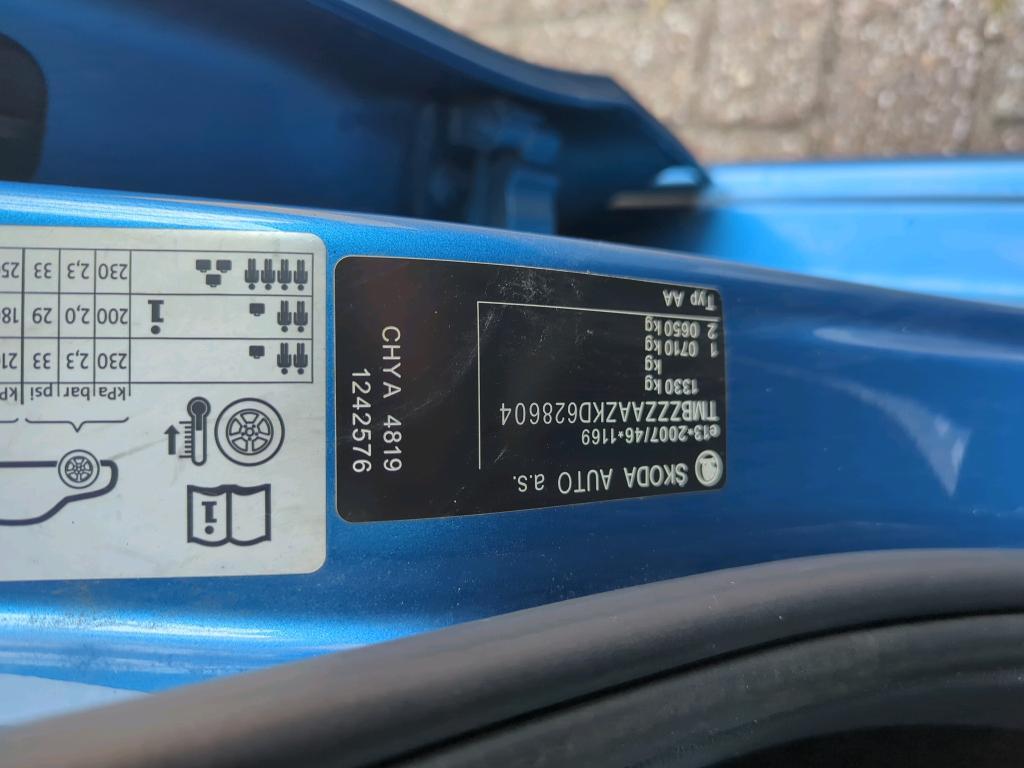 ŠKODA AUTO a.s.
e13*2007/46*1169
TMBZZZAAZKD628604
1330 kg
kg
1 0710 kg
2 0650 kg
Typ AA
CHYA 4819
1242576
i
kPa bar psi
230 2,3 33
i 200 2,0 29
230 2,3 33